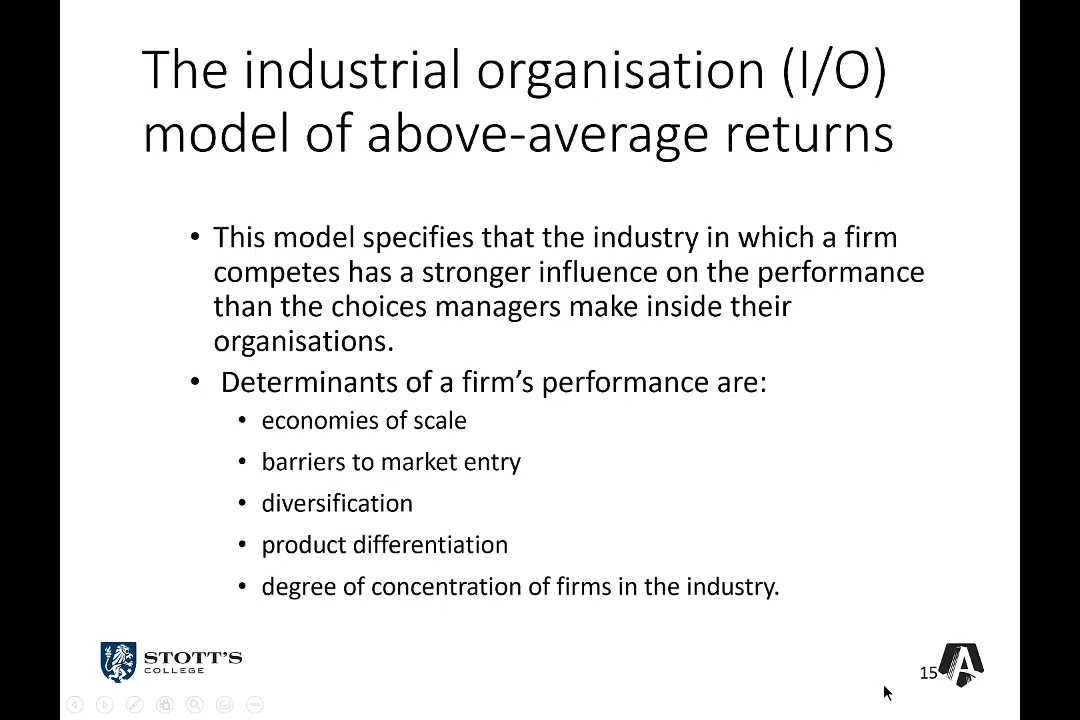 The industrial organisation (I/O)
model of above-average returns
• This model specifies that the industry in which a firm
competes has a stronger influence on the performance
than the choices managers make inside their
organisations.
• Determinants of a firm’s performance are:
• economies of scale
• barriers to market entry
• diversification
• product differentiation
• degree of concentration of firms in the industry.
STOTT'S
COLLEGE
15
A